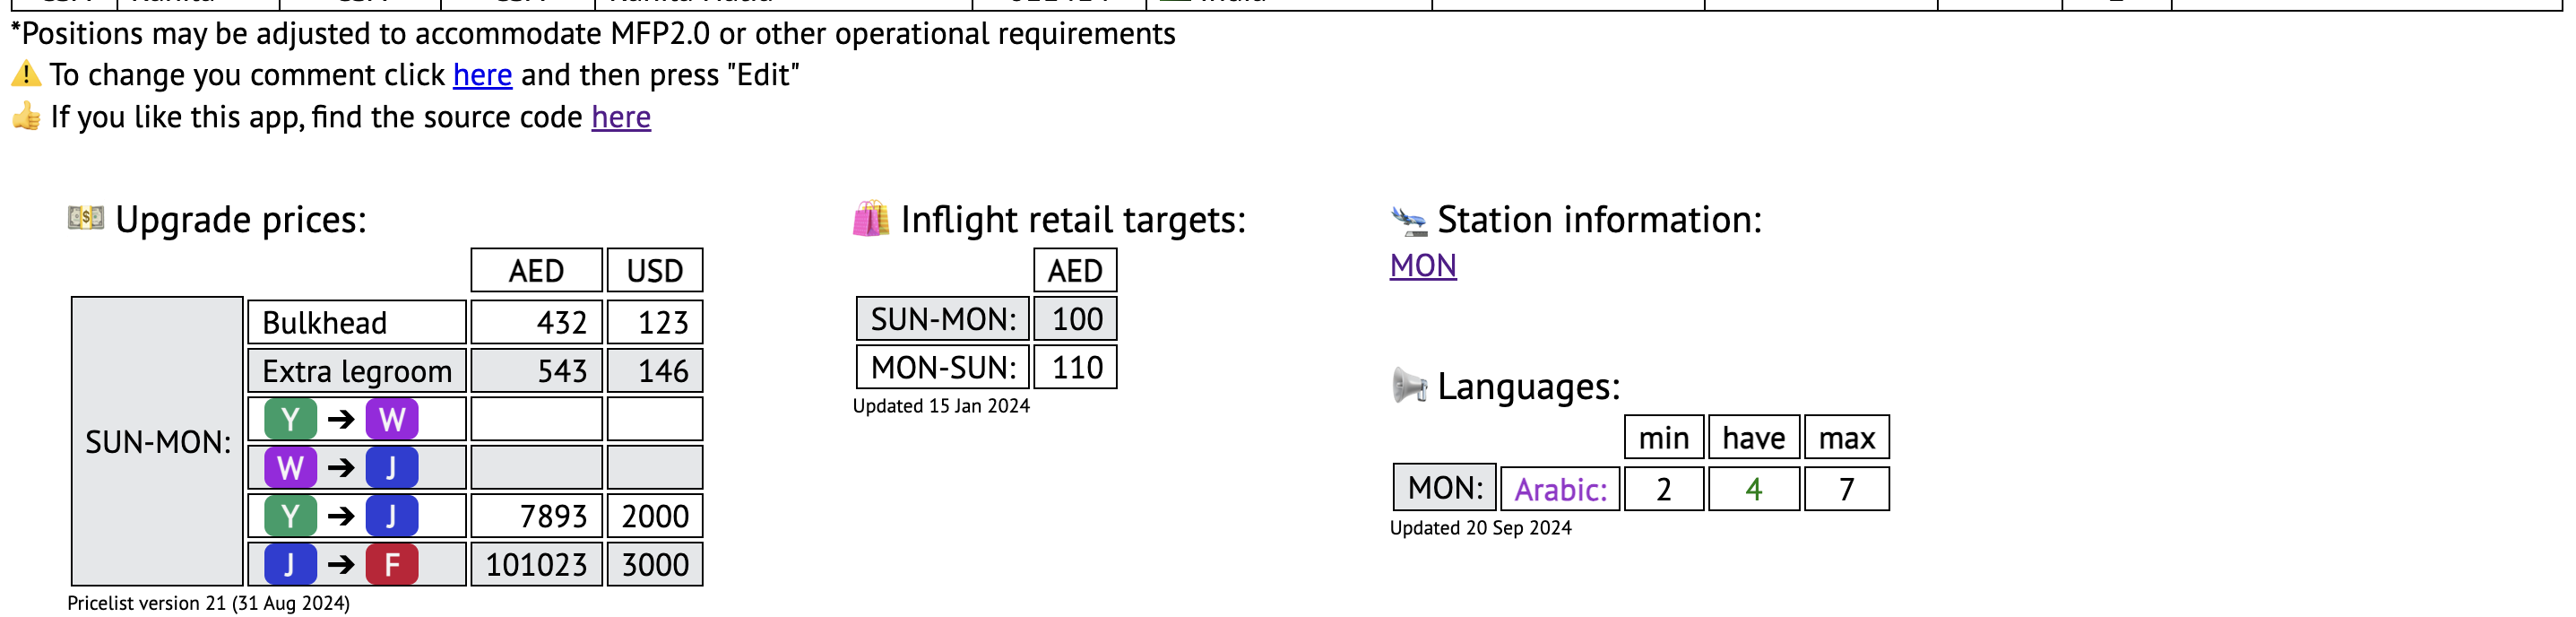 *Positions may be adjusted to accommodate MFP2.0 or other operational requirements
⚠️ To change you comment click here and then press "Edit"
👍 If you like this app, find the source code here
💵 Upgrade prices:
AED USD
SUN-MON:
Bulkhead 432 123
Extra legroom 543 146
Y ➔ W
W ➔ J
Y ➔ J 7893 2000
J ➔ F 101023 3000
Pricelist version 21 (31 Aug 2024)
🛍️ Inflight retail targets:
AED
SUN-MON: 100
MON-SUN: 110
Updated 15 Jan 2024
🛬 Station information:
MON
📢 Languages:
min have max
MON: Arabic: 2 4 7
Updated 20 Sep 2024